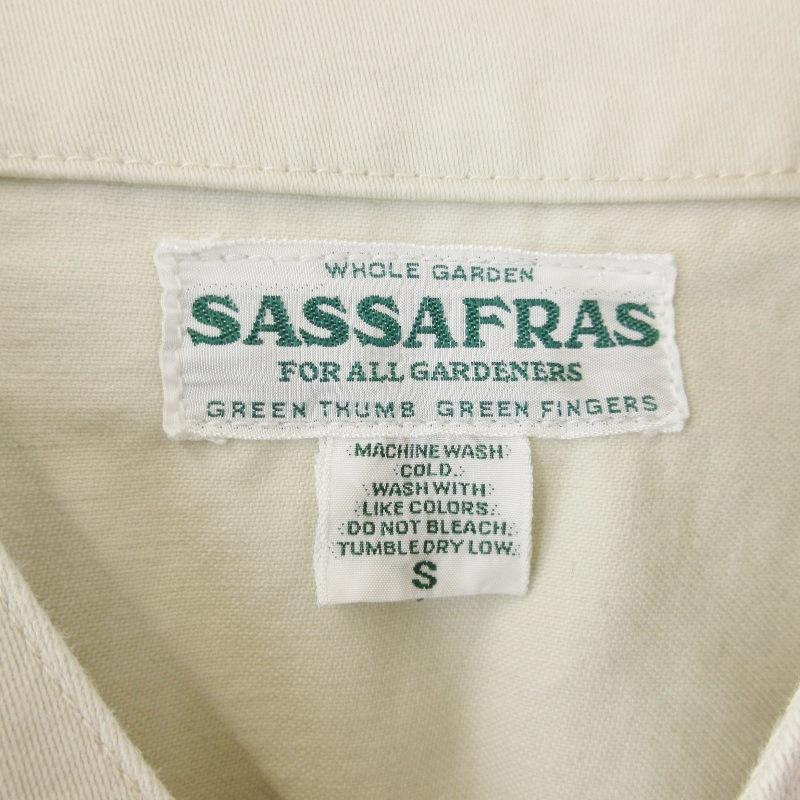 WHOLE GARDEN
SASSAFRAS
FOR ALL GARDENERS
GREEN THUMB GREEN FINGERS
MACHINE WASH
COLD.
WASH WITH
LIKE COLORS.
DO NOT BLEACH.
TUMBLE DRY LOW.
S